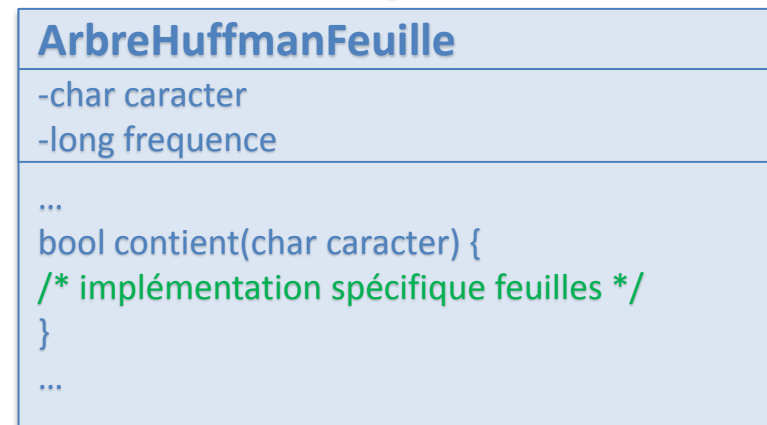 ArbreHuffmanFeuille
-char caracter
-long frequence
…
bool contient(char caracter) {
/* implémentation spécifique feuilles */
}
…